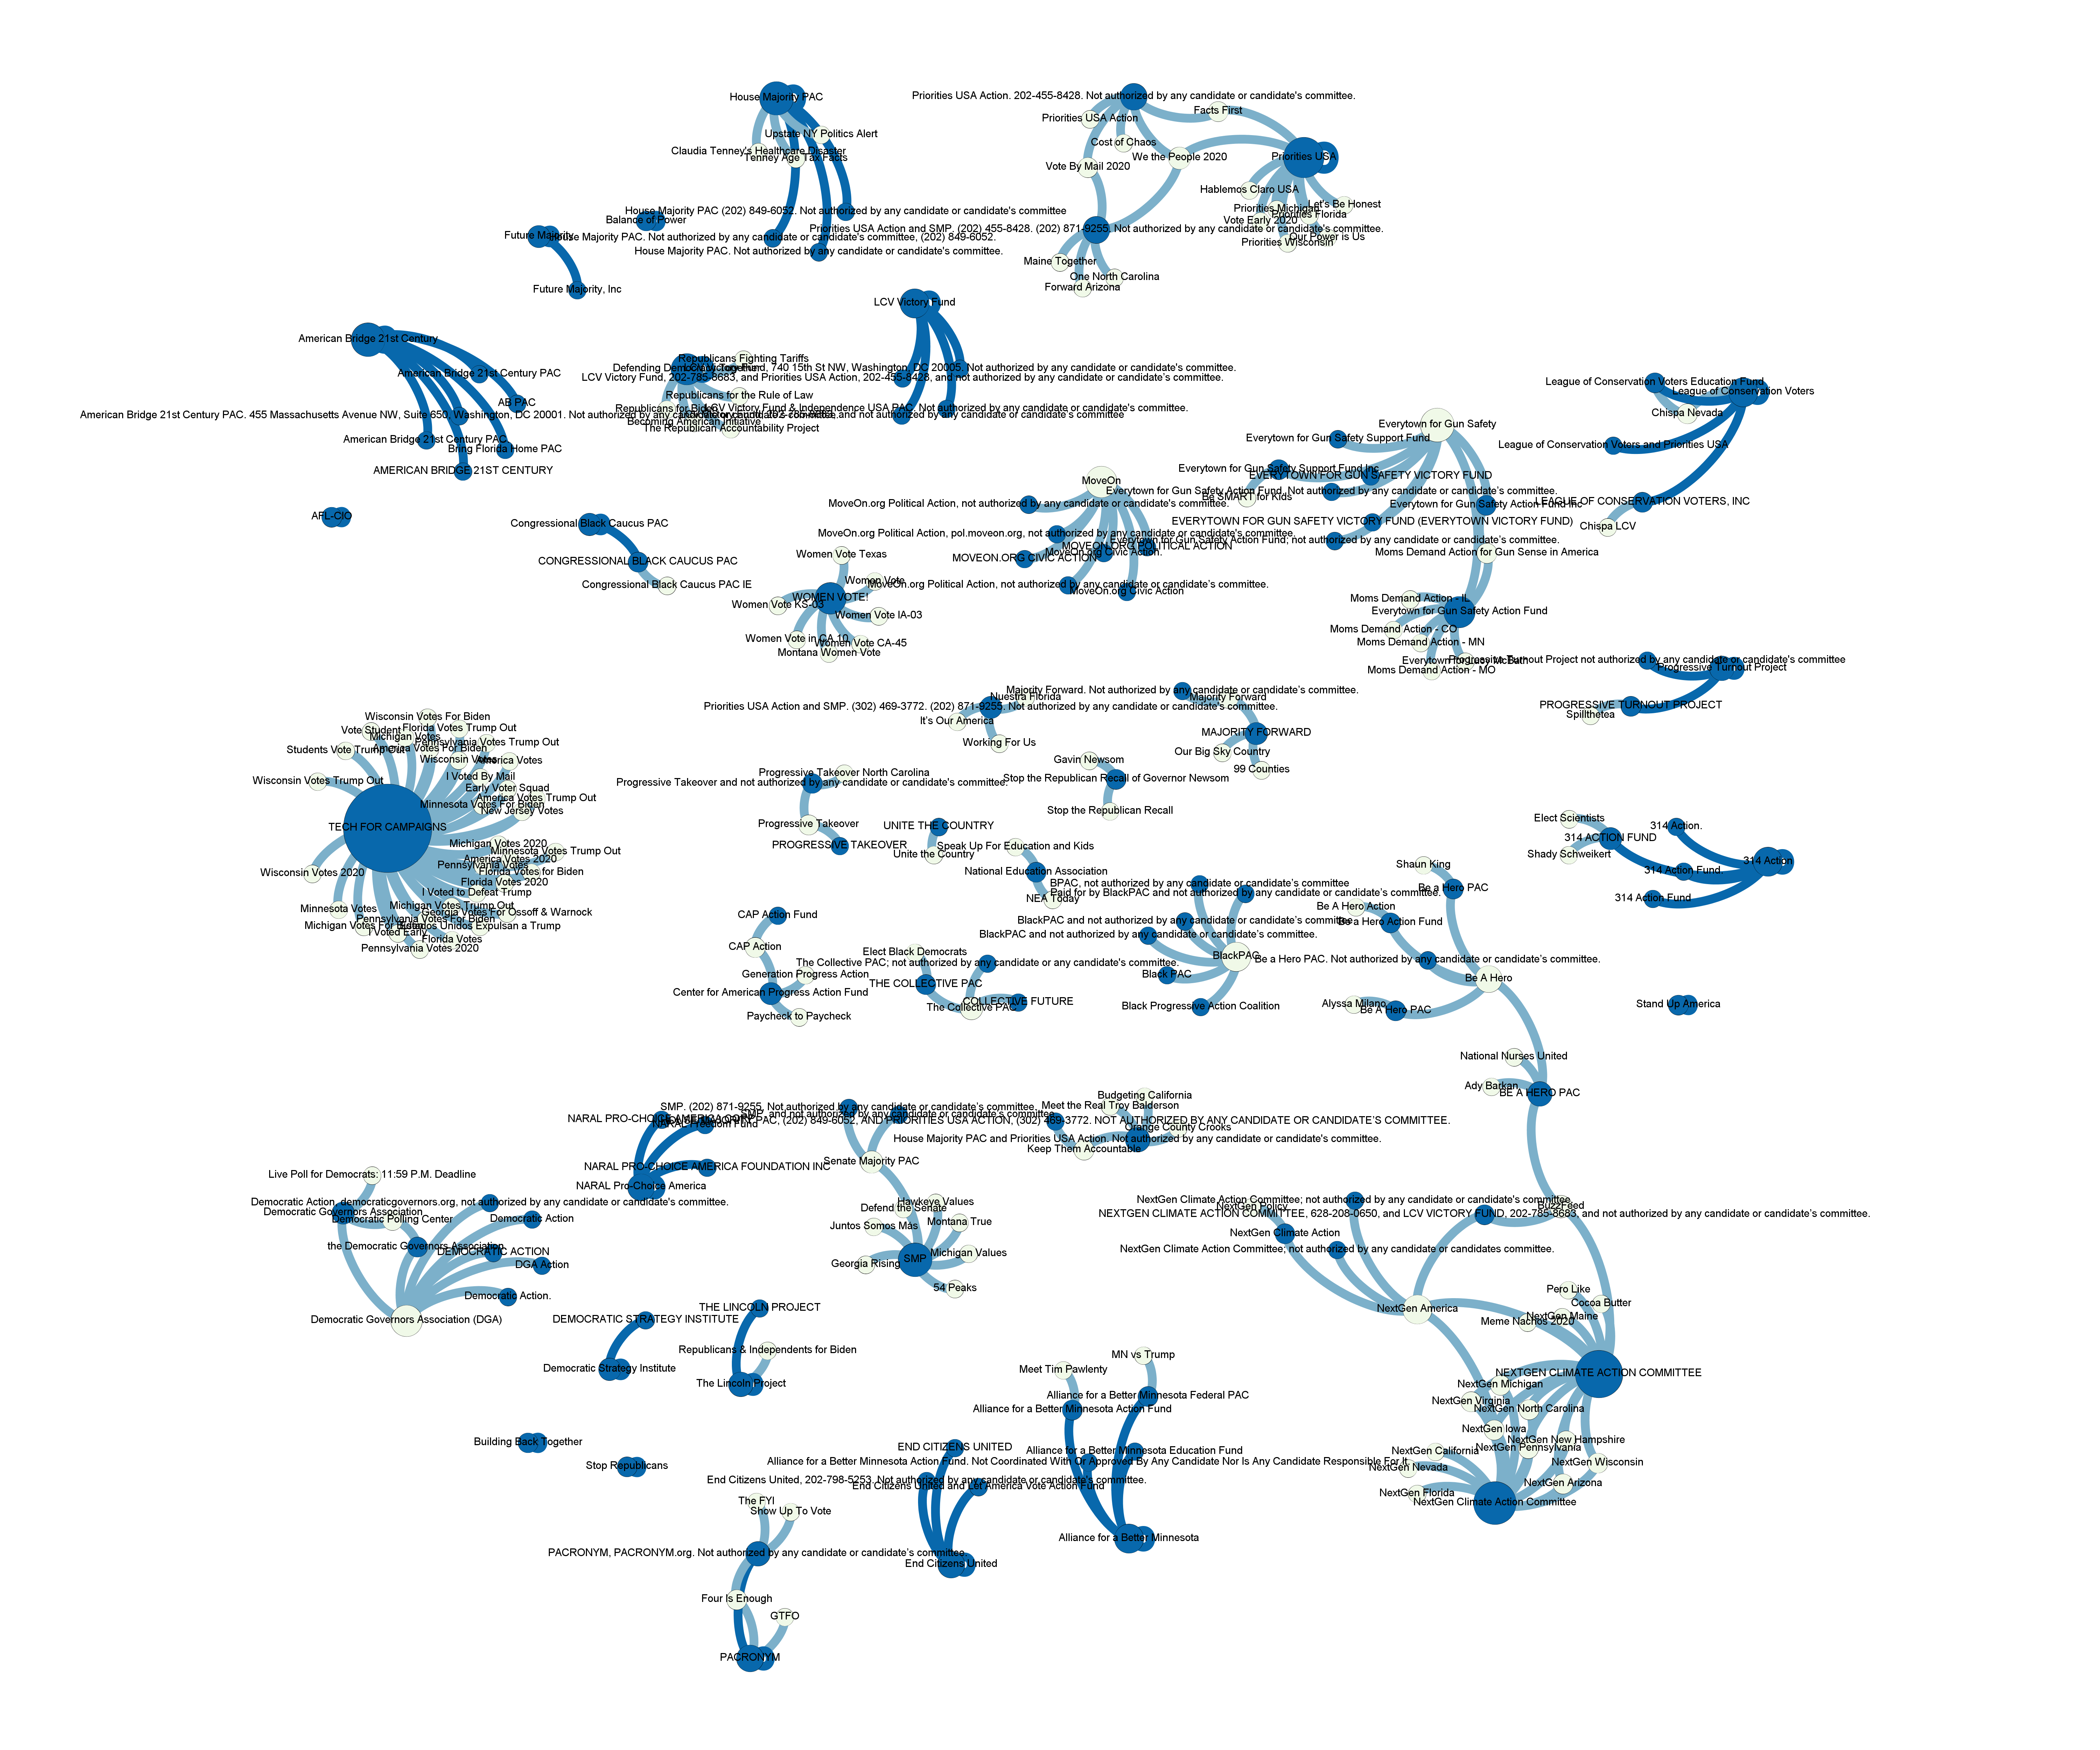 House Majority PAC
Priorities USA Action. 202-455-8428. Not authorized by any candidate or candidate's committee.
Facts First
Priorities USA Action
Upstate NY Politics Alert
Cost of Chaos
Claudia Tenney's Healthcare Disaster
Tenney Age Tax Facts
We the People 2020
Priorities USA
Vote By Mail 2020
Hablemos Claro USA
Let's Be Honest
Priorities Michigan
Priorities Florida
Vote Early 2020
House Majority PAC (202) 849-6052. Not authorized by any candidate or candidate's committee
Balance of Power
Priorities USA Action and SMP. (202) 455-8428. (202) 871-9255. Not authorized by any candidate or candidate's committee.
Future Majority
House Majority PAC. Not authorized by any candidate or candidate's committee, (202) 849-6052.
Our Power is Us
Priorities Wisconsin
House Majority PAC. Not authorized by any candidate or candidate's committee.
Maine Together
One North Carolina
Forward Arizona
Future Majority, Inc
LCV Victory Fund
American Bridge 21st Century
Republicans Fighting Tariffs
LCV Victory Fund, 740 15th St NW, Washington, DC 20005. Not authorized by any candidate or candidate's committee.
LCV Victory Fund, 202-785-8683, and Priorities USA Action, 202-455-8428, and not authorized by any candidate or candidate's committee.
American Bridge 21st Century PAC
League of Conservation Voters Education Fund
League of Conservation Voters
Republicans for the Rule of Law
AB PAC
LCV Victory Fund & Independence USA PAC. Not authorized by any candidate or candidate's committee.
Republicans for Biden
American Bridge 21st Century PAC. 455 Massachusetts Avenue NW, Suite 650, Washington, DC 20001. Not authorized by any candidate or candidate's committee.
Chispa Nevada
Becoming American Initiative
The Republican Accountability Project
Everytown for Gun Safety
American Bridge 21st Century PAC.
Bring Florida Home PAC
Everytown for Gun Safety Support Fund
League of Conservation Voters and Priorities USA
AMERICAN BRIDGE 21ST CENTURY
Everytown for Gun Safety Support Fund Inc
EVERYTOWN FOR GUN SAFETY VICTORY FUND
MoveOn
Everytown for Gun Safety Action Fund. Not authorized by any candidate or candidate's committee.
Be SMART for Kids
MoveOn.org Political Action, not authorized by any candidate or candidate's committee.
Everytown for Gun Safety Action Fund Inc
LEAGUE OF CONSERVATION VOTERS, INC
AFL-CIO
Congressional Black Caucus PAC
EVERYTOWN FOR GUN SAFETY VICTORY FUND (EVERYTOWN VICTORY FUND)
Chispa LCV
MoveOn.org Political Action, pol.moveon.org, not authorized by any candidate or candidate's committee.
Everytown for Gun Safety Action Fund; not authorized by any candidate or candidate's committee.
MOVEON.ORG POLITICAL ACTION
MoveOn.org Civic Action.
Women Vote Texas
MOVEON.ORG CIVIC ACTION
Moms Demand Action for Gun Sense in America
CONGRESSIONAL BLACK CAUCUS PAC
Congressional Black Caucus PAC IE
Women Vote
MoveOn.org Political Action, not authorized by any candidate or candidate's committee.
MoveOn.org Civic Action
WOMEN VOTE!
Women Vote KS-03
Women Vote IA-03
Moms Demand Action - IL
Everytown for Gun Safety Action Fund
Moms Demand Action - CO
Women Vote in CA 10
Women Vote CA-45
Moms Demand Action - MN
Montana Women Vote
Everytown for Lucy McBath
Progressive Turnout Project not authorized by any candidate or candidate's committee
Progressive Turnout Project
Moms Demand Action - MO
Majority Forward. Not authorized by any candidate or candidate's committee.
Nuestra Florida
Majority Forward
Priorities USA Action and SMP. (302) 469-3772. (202) 871-9255. Not authorized by any candidate or candidate's committee.
PROGRESSIVE TURNOUT PROJECT
Spillthetea
Wisconsin Votes For Biden
It's Our America
Florida Votes Trump Out
Vote Student
Michigan Votes
MAJORITY FORWARD
Pennsylvania Votes Trump Out
Students Vote Trump Out
America Votes For Biden
Working For Us
Our Big Sky Country
Wisconsin Votes
America Votes
Gavin Newsom
99 Counties
Wisconsin Votes Trump Out
I Voted By Mail
Progressive Takeover North Carolina
Progressive Takeover and not authorized by any candidate or candidate's committee.
Stop the Republican Recall of Governor Newsom
Early Voter Squad
America Votes Trump Out
Minnesota Votes For Biden
New Jersey Votes
Stop the Republican Recall
TECH FOR CAMPAIGNS
Progressive Takeover
UNITE THE COUNTRY
Elect Scientists
314 Action.
314 ACTION FUND
Michigan Votes 2020
PROGRESSIVE TAKEOVER
Speak Up For Education and Kids
Minnesota Votes Trump Out
Unite the Country
Shady Schweikert
America Votes 2020
314 Action
Pennsylvania Votes
Shaun King
Wisconsin Votes 2020
Florida Votes for Biden
National Education Association
314 Action Fund.
Florida Votes 2020
BPAC, not authorized by any candidate or candidate's committee
I Voted to Defeat Trump
Paid for by BlackPAC and not authorized by any candidate or candidate's committee.
Be a Hero PAC
NEA Today
314 Action Fund
Minnesota Votes
Michigan Votes Trump Out
Georgia Votes For Ossoff & Warnock
CAP Action Fund
Be A Hero Action
Pennsylvania Votes For Biden
BlackPAC and not authorized by any candidate or candidate's committee
Be a Hero Action Fund
Michigan Votes For Biden
Estados Unidos Expulsan a Trump
I Voted Early
BlackPAC and not authorized by any candidate or candidate's committee.
Florida Votes
Pennsylvania Votes 2020
CAP Action
Elect Black Democrats
BlackPAC
The Collective PAC; not authorized by any candidate or any candidate's committee.
Be a Hero PAC. Not authorized by any candidate or candidate's committee.
Generation Progress Action
Black PAC
Be A Hero
THE COLLECTIVE PAC
Center for American Progress Action Fund
COLLECTIVE FUTURE
The Collective PAC
Black Progressive Action Coalition
Alyssa Milano
Be A Hero PAC
Stand Up America
Paycheck to Paycheck
National Nurses United
Ady Barkan
BE A HERO PAC
Budgeting California
Meet the Real Troy Balderson
SMP. (202) 871-9255. Not authorized by any candidate or candidate's committee.
SMP, and not authorized by any candidate or candidate's committee
NARAL PRO-CHOICE AMERICA
PAC, (202) 849-6052, AND PRIORITIES USA ACTION, (302) 469-3772. NOT AUTHORIZED BY ANY CANDIDATE OR CANDIDATE'S COMMITTEE.
NARAL Freedom Fund
Orange County Crooks
House Majority PAC and Priorities USA Action. Not authorized by any candidate or candidate's committee.
Keep Them Accountable
Senate Majority PAC
NARAL PRO-CHOICE AMERICA FOUNDATION INC
Live Poll for Democrats: 11:59 P.M. Deadline
NARAL Pro-Choice America
Democratic Action, democraticgovernors.org, not authorized by any candidate or candidate's committee.
Hawkeye Values
NextGen Climate Action Committee; not authorized by any candidate or candidate's committee.
NextGen Policy
BuzzFeed
Democratic Governors Association
Defend the Senate
NEXTGEN CLIMATE ACTION COMMITTEE, 628-208-0650, and LCV VICTORY FUND, 202-785-8683, and not authorized by any candidate or candidate's committee.
Democratic Polling Center
Democratic Action
Juntos Somos Más
Montana True
NextGen Climate Action
the Democratic Governors Association
DEMOCRATIC ACTION
Michigan Values
NextGen Climate Action Committee; not authorized by any candidate or candidates committee.
SMP
DGA Action
Georgia Rising
54 Peaks
Pero Like
Democratic Action.
Cocoa Butter
THE LINCOLN PROJECT
NextGen America
NextGen Maine
Democratic Governors Association (DGA)
DEMOCRATIC STRATEGY INSTITUTE
Meme Nachos 2020
Republicans & Independents for Biden
MN vs Trump
Democratic Strategy Institute
Meet Tim Pawlenty
NEXTGEN CLIMATE ACTION COMMITTEE
The Lincoln Project
NextGen Michigan
Alliance for a Better Minnesota Federal PAC
NextGen Virginia
Alliance for a Better Minnesota Action Fund
NextGen North Carolina
NextGen Iowa
Building Back Together
END CITIZENS UNITED
NextGen New Hampshire
Alliance for a Better Minnesota Education Fund
NextGen California
NextGen Pennsylvania
Alliance for a Better Minnesota Action Fund. Not Coordinated With Or Approved By Any Candidate Nor Is Any Candidate Responsible For It
NextGen Wisconsin
Stop Republicans
NextGen Nevada
End Citizens United, 202-798-5253. Not authorized by any candidate or candidate's committee.
End Citizens United and Let America Vote Action Fund
NextGen Arizona
NextGen Florida
The FYI
NextGen Climate Action Committee
Show Up To Vote
Alliance for a Better Minnesota
PACRONYM, PACRONYM.org. Not authorized by any candidate or candidate's committee.
End Citizens United
Four Is Enough
GTFO
PACRONYM